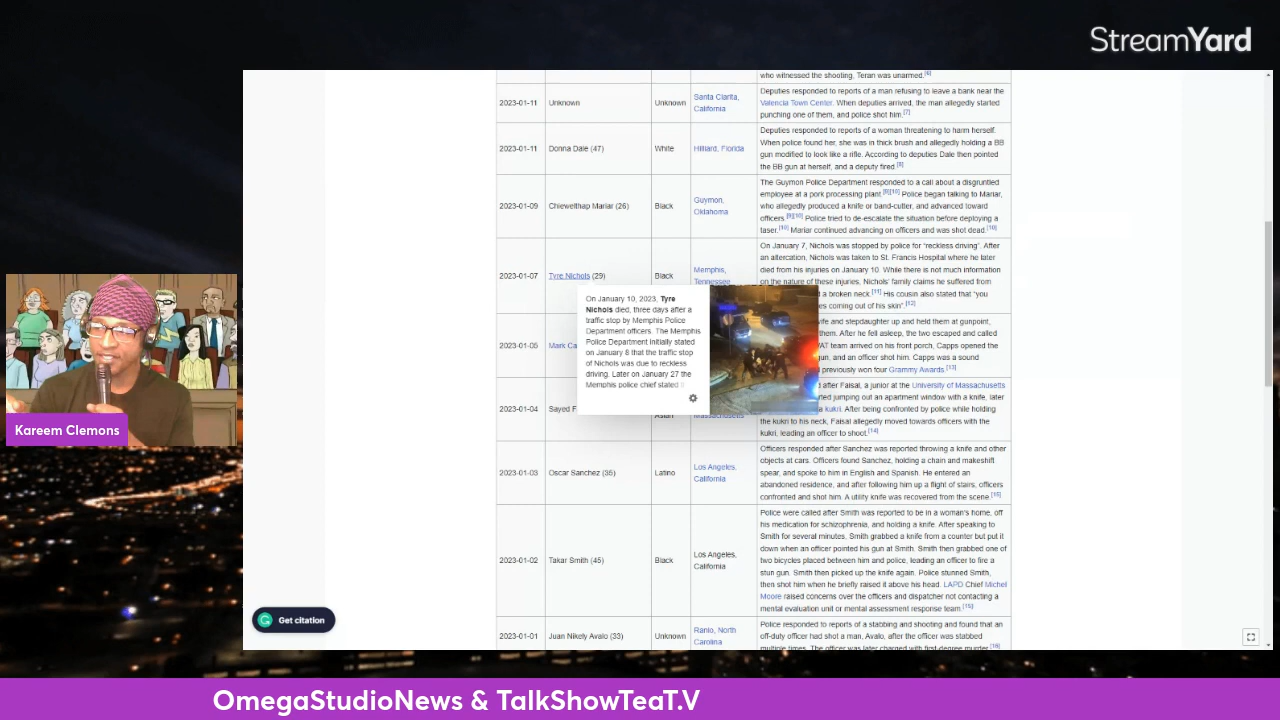 StreamYard
who witnessed the shooting, Teran was unarmed.[6]
2023-01-11 Unknown Unknown Santa Clarita, California
Deputies responded to reports of a man refusing to leave a bank near the
Valencia Town Center. When deputies arrived, the man allegedly started
punching one of them, and police shot him.[7]
2023-01-11 Donna Dale (47) White Hilliard, Florida
Deputies responded to reports of a woman threatening to harm herself.
When police found her, she was in thick brush and allegedly holding a BB
gun modified to look like a rifle. According to deputies Dale then pointed
the BB gun at herself, and a deputy fired.[8]
2023-01-09 Chiewelthap Mariar (26) Black Guymon, Oklahoma
The Guymon Police Department responded to a call about a disgruntled
employee at a pork processing plant.[9][10] Police began talking to Mariar,
who allegedly produced a knife or band-cutter, and advanced toward
officers.[9][10] Police tried to de-escalate the situation before deploying a
taser.[10] Mariar continued advancing on officers and was shot dead.[10]
2023-01-07 Tyre Nichols (29) Black Memphis, Tennessee
On January 7, Nichols was stopped by police for "reckless driving". After
an altercation, Nichols was taken to St. Francis Hospital where he later
died from his injuries on January 10. While there is not much information
on the nature of these injuries, Nichols' family claims he suffered from
d a broken neck.[11] His cousin also stated that "you
es coming out of his skin".[12]
On January 10, 2023, Tyre
Nichols died, three days after a
traffic stop by Memphis Police
Department officers. The Memphis
Police Department initially stated
on January 8 that the traffic stop
of Nichols was due to reckless
driving. Later on January 27 the
Memphis police chief stated
2023-01-05 Mark Ca
ife and stepdaughter up and held them at gunpoint,
them. After he fell asleep, the two escaped and called
AT team arrived on his front porch, Capps opened the
un, and an officer shot him. Capps was a sound
previously won four Grammy Awards.[13]
2023-01-04 Sayed F Asian Massachusetts
d after Faisal, a junior at the University of Massachusetts
rted jumping out an apartment window with a knife, later
a kukri. After being confronted by police while holding
the kukri to his neck, Faisal allegedly moved towards officers with the
kukri, leading an officer to shoot.[14]
2023-01-03 Oscar Sanchez (35) Latino Los Angeles, California
Officers responded after Sanchez was reported throwing a knife and other
objects at cars. Officers found Sanchez, holding a chain and makeshift
spear, and spoke to him in English and Spanish. He entered an
abandoned residence, and after following him up a flight of stairs, officers
confronted and shot him. A utility knife was recovered from the scene.[15]
2023-01-02 Takar Smith (45) Black Los Angeles, California
Police were called after Smith was reported to be in a woman's home, off
his medication for schizophrenia, and holding a knife. After speaking to
Smith for several minutes. Smith grabbed a knife from a counter but put it
down when an officer pointed his gun at Smith. Smith then grabbed one of
two bicycles placed between him and police, leading an officer to fire a
stun gun. Smith then picked up the knife again. Police stunned Smith,
then shot him when he briefly raised it above his head. LAPD Chief Michel
Moore raised concerns over the officers and dispatcher not contacting a
mental evaluation unit or mental assessment response team.[15]
2023-01-01 Juan Nikely Avalo (33) Unknown Ranlo, North Carolina
Police responded to reports of a stabbing and shooting and found that an
off-duty officer had shot a man, Avalo, after the officer was stabbed
multiple times. The officer was later charged with first-degree murder.[16]
Kareem Clemons
Get citation
OmegaStudioNews & TalkShowTeaT.V